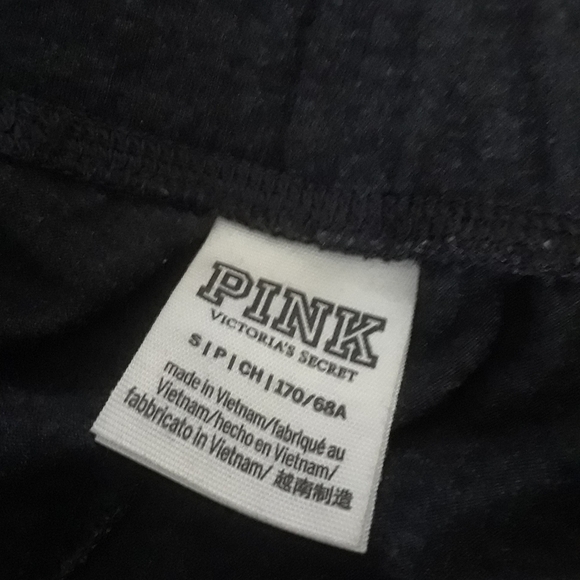 PINK
VICTORIA'S SECRET
S|P|CH|170/68A
made in Vietnam/fabriqué au
Vietnam/hecho en Vietnam/
fabbricato in Vietnam/ 越南制造